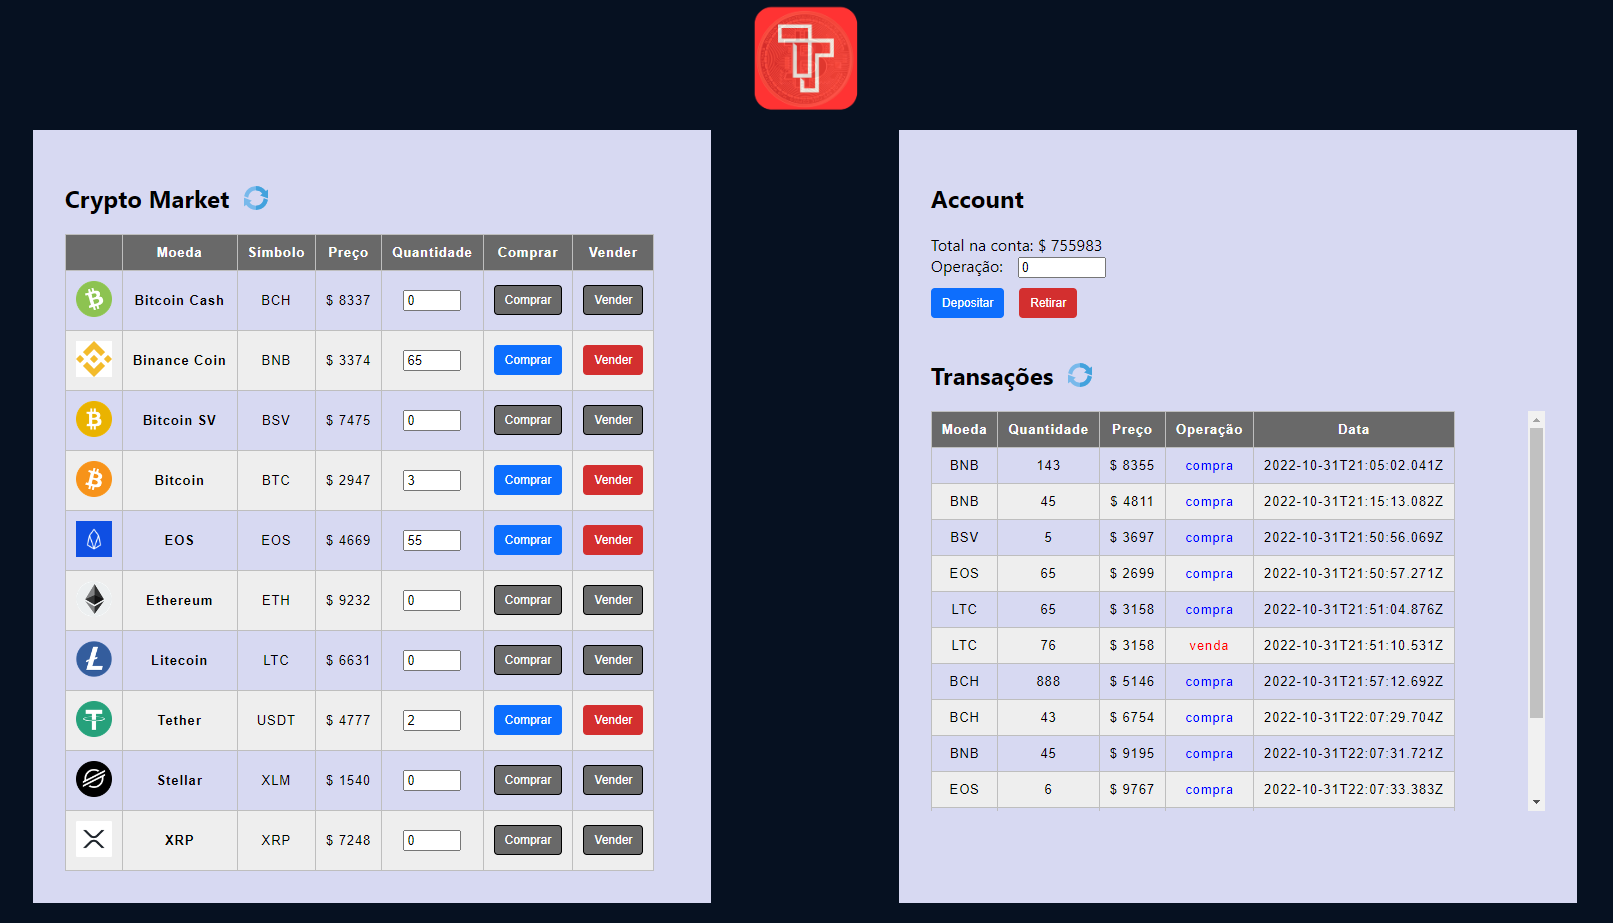 Crypto Market
Moeda Símbolo Preço Quantidade Comprar Vender
Bitcoin Cash BCH $ 8337 0 Comprar Vender
Binance Coin BNB $ 3374 65 Comprar Vender
Bitcoin SV BSV $ 7475 0 Comprar Vender
Bitcoin BTC $ 2947 3 Comprar Vender
EOS EOS $ 4669 55 Comprar Vender
Ethereum ETH $ 9232 0 Comprar Vender
Litecoin LTC $ 6631 0 Comprar Vender
Tether USDT $ 4777 2 Comprar Vender
Stellar XLM $ 1540 0 Comprar Vender
XRP XRP $ 7248 0 Comprar Vender
Account
Total na conta: $ 755983
Operação: 0
Depositar Retirar
Transações
Moeda Quantidade Preço Operação Data
BNB 143 $ 8355 compra 2022-10-31T21:05:02.041Z
BNB 45 $ 4811 compra 2022-10-31T21:15:13.082Z
BSV 5 $ 3697 compra 2022-10-31T21:50:56.069Z
EOS 65 $ 2699 compra 2022-10-31T21:50:57.271Z
LTC 65 $ 3158 compra 2022-10-31T21:51:04.876Z
LTC 76 $ 3158 venda 2022-10-31T21:51:10.531Z
BCH 888 $ 5146 compra 2022-10-31T21:57:12.692Z
BCH 43 $ 6754 compra 2022-10-31T22:07:29.704Z
BNB 45 $ 9195 compra 2022-10-31T22:07:31.721Z
EOS 6 $ 9767 compra 2022-10-31T22:07:33.383Z